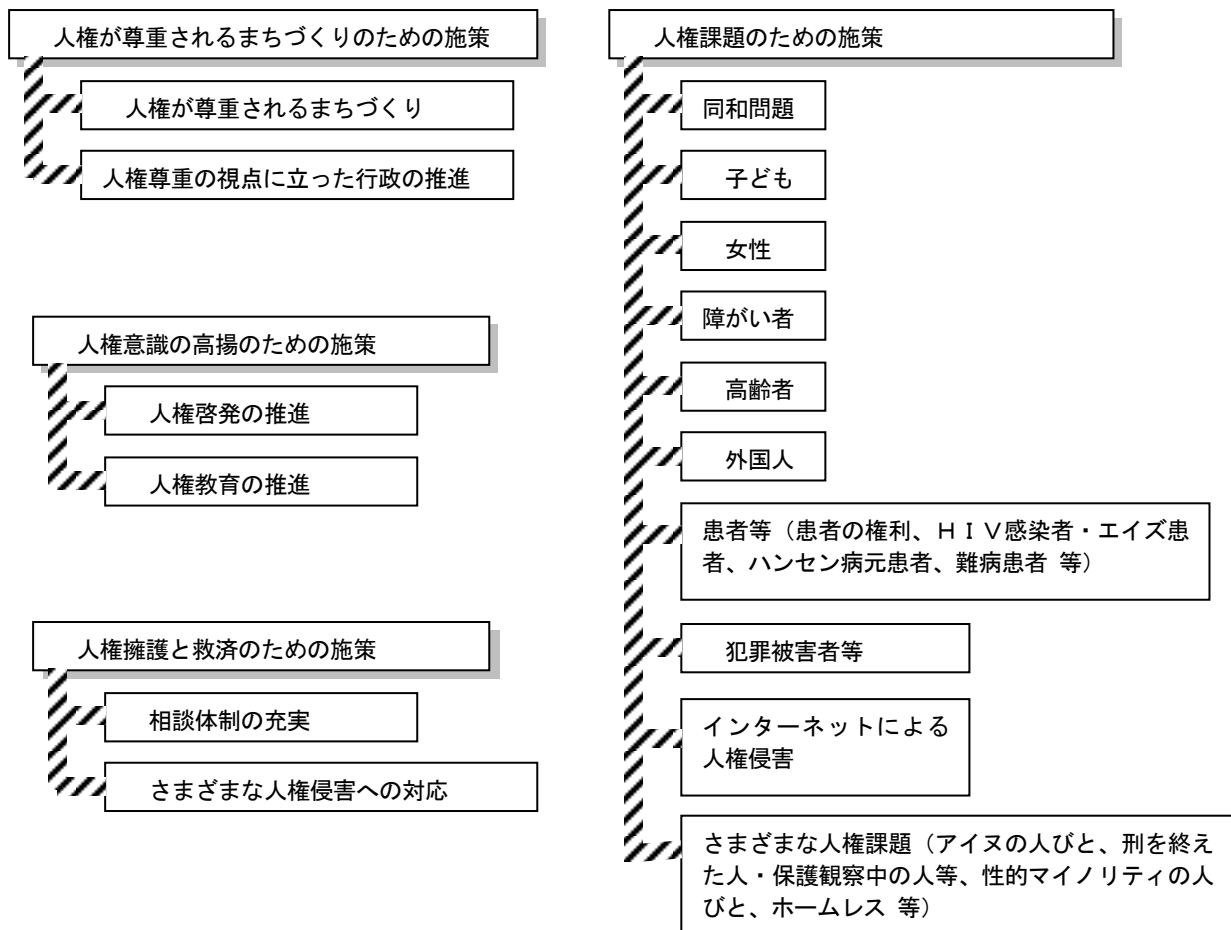 人権が尊重されるまちづくりのための施策
人権が尊重されるまちづくり
人権尊重の視点に立った行政の推進
人権意識の高揚のための施策
人権啓発の推進
人権教育の推進
人権擁護と救済のための施策
相談体制の充実
さまざまな人権侵害への対応
人権課題のための施策
同和問題
子ども
女性
障がい者
高齢者
外国人
患者等（患者の権利、ＨＩＶ感染者・エイズ患
者、ハンセン病元患者、難病患者 等）
犯罪被害者等
インターネットによる
人権侵害
さまざまな人権課題（アイヌの人びと、刑を終え
た人・保護観察中の人等、性的マイノリティの人
びと、ホームレス 等）